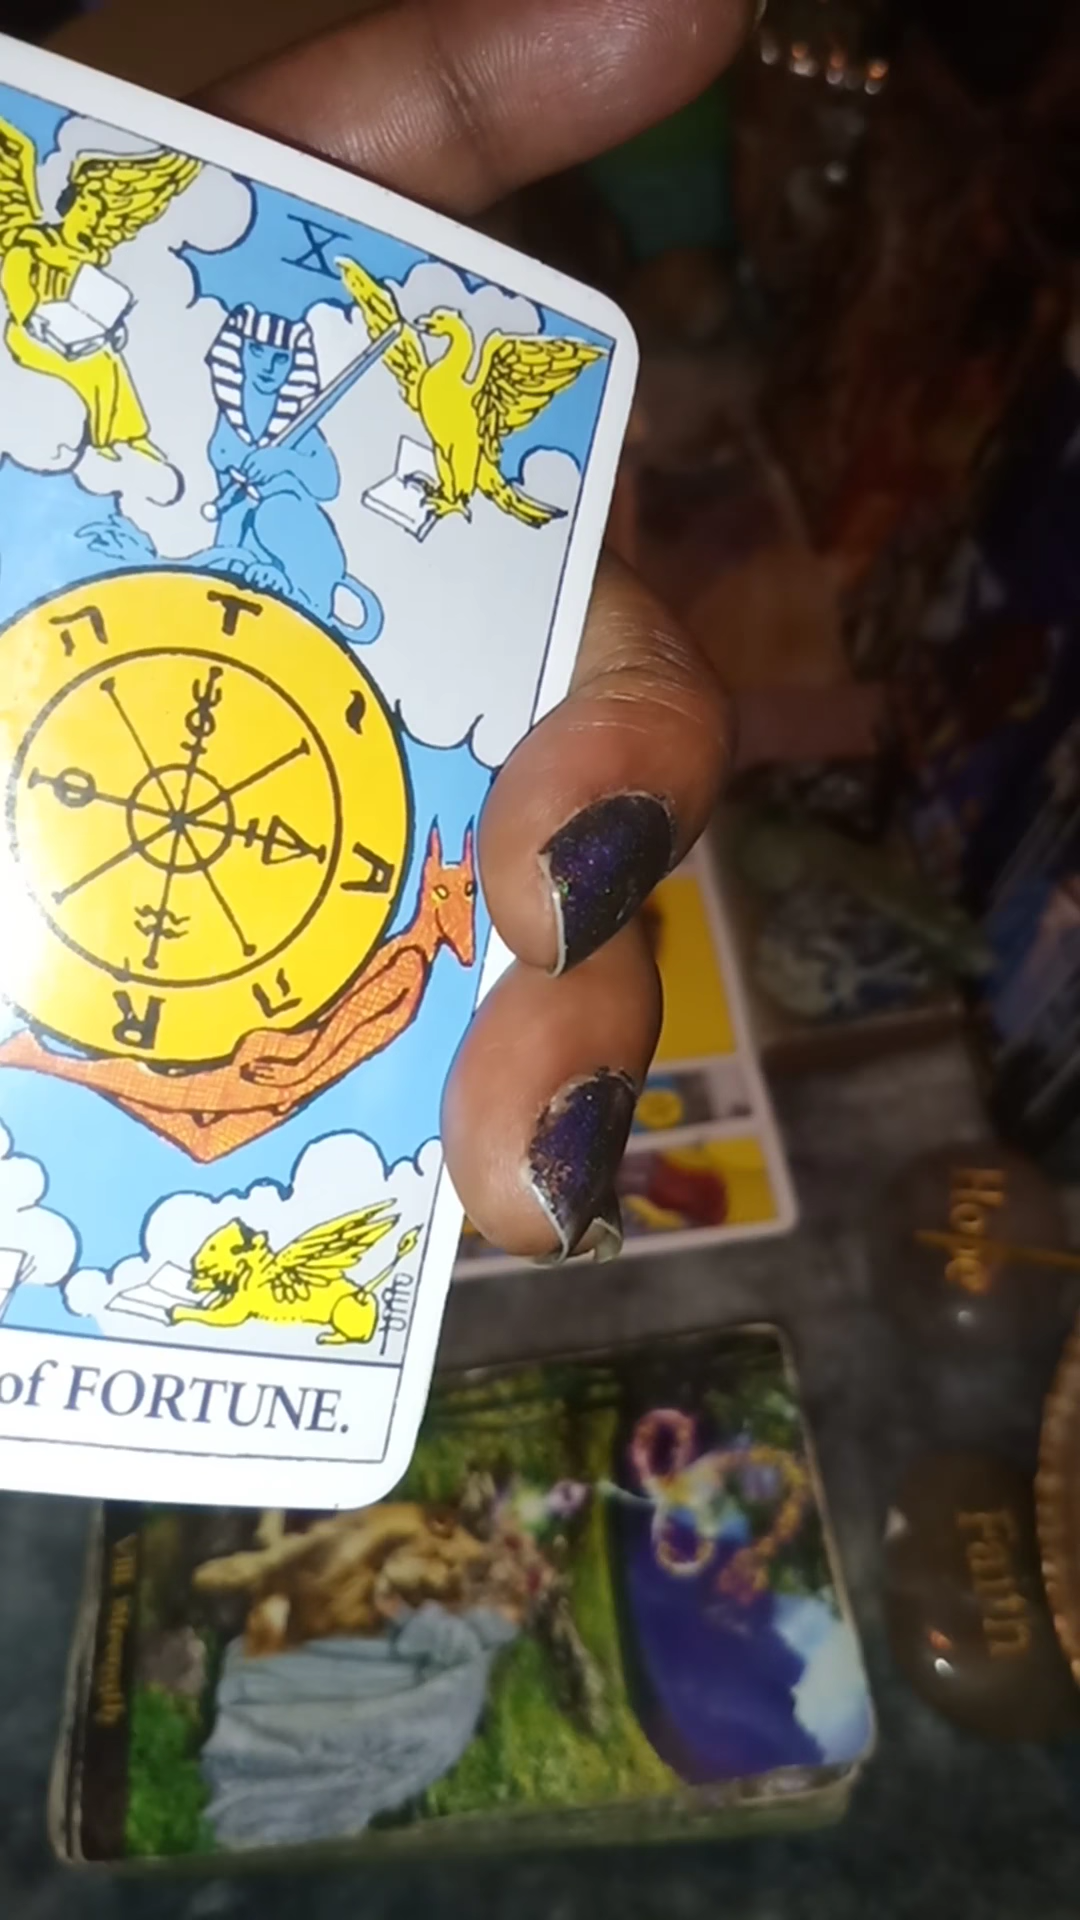 X
ה T י
A
R ה
of FORTUNE.
Hope
Faith